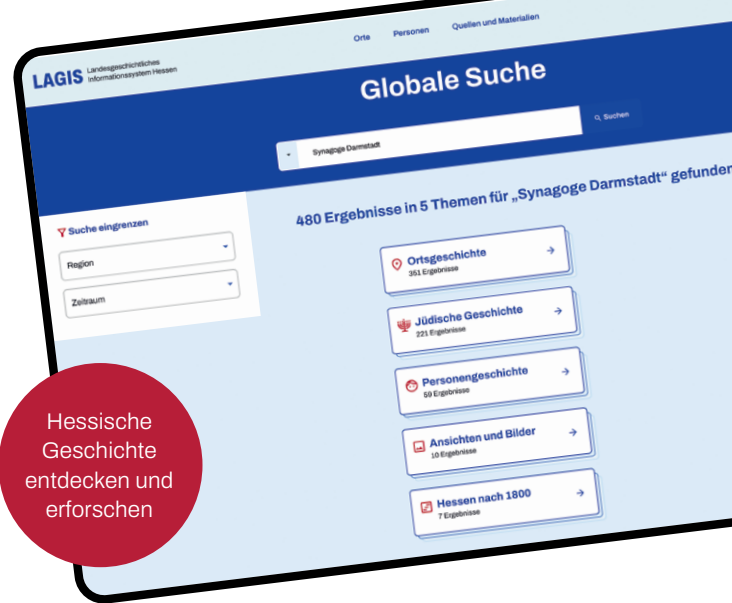 LAGIS Landesgeschichtliches
Informationssystem Hessen
Orte Personen Quellen und Materialien
Globale Suche
Synagoge Darmstadt
Suchen
Suche eingrenzen
Region
Zeitraum
480 Ergebnisse in 5 Themen für „Synagoge Darmstadt“ gefunden
Ortsgeschichte
351 Ergebnisse
Jüdische Geschichte
221 Ergebnisse
Personengeschichte
59 Ergebnisse
Ansichten und Bilder
10 Ergebnisse
Hessen nach 1800
7 Ergebnisse
Hessische
Geschichte
entdecken und
erforschen